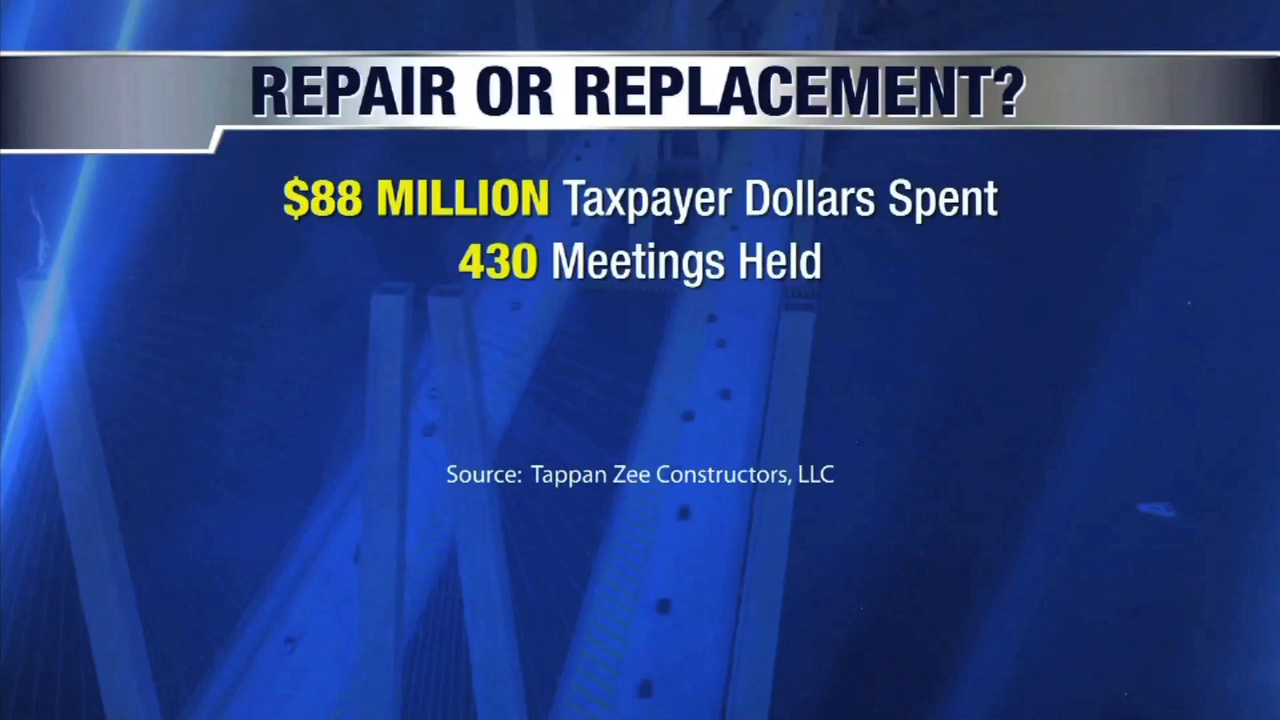 REPAIR OR REPLACEMENT?
$88 MILLION Taxpayer Dollars Spent
430 Meetings Held
Source: Tappan Zee Constructors, LLC